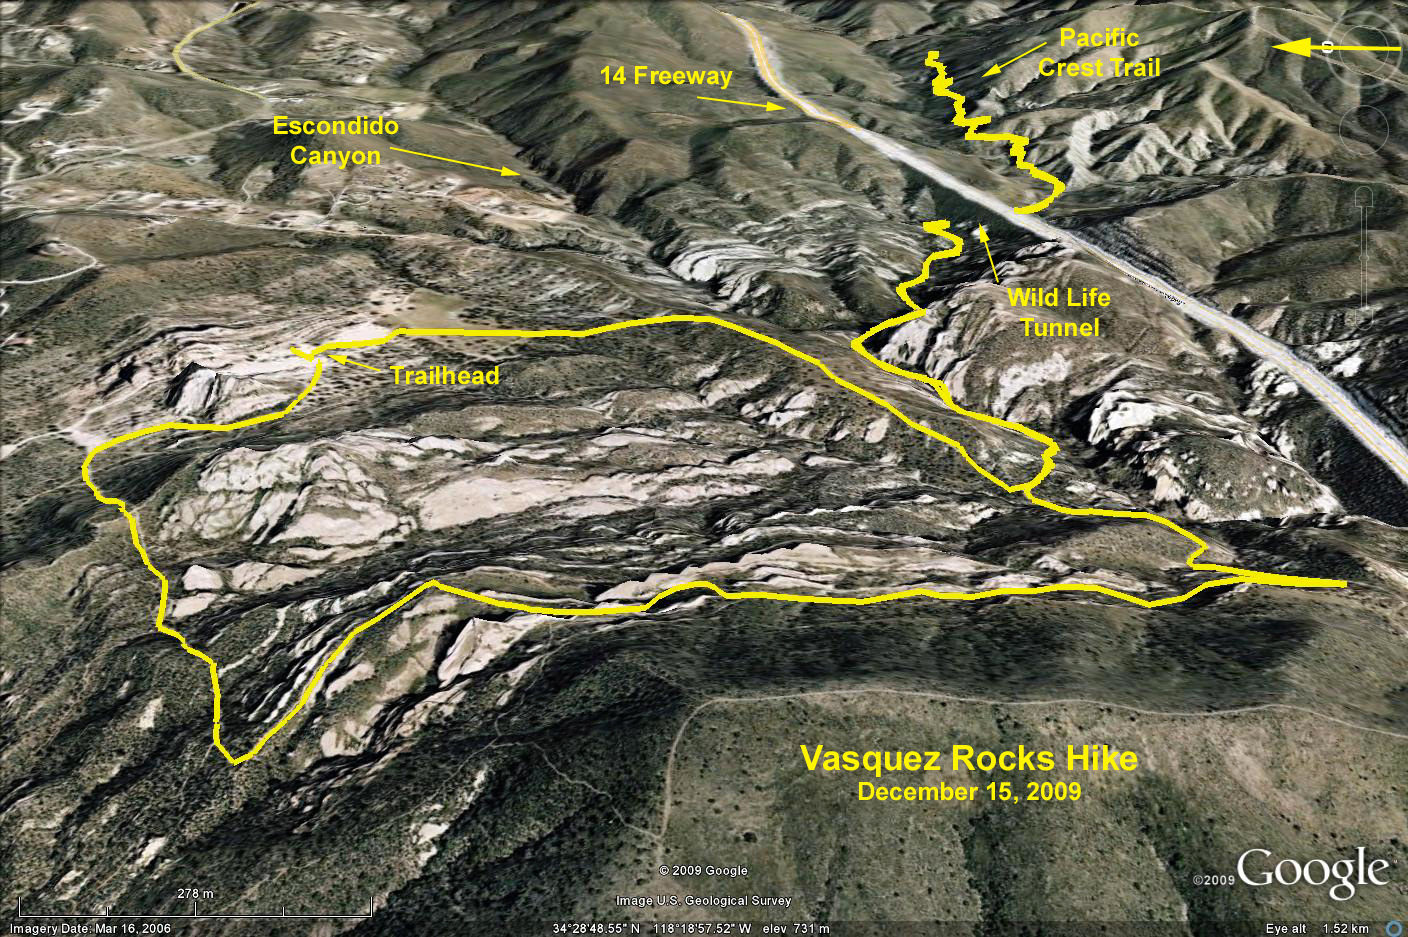 Pacific
Crest Trail
14 Freeway
Escondido
Canyon
Wild Life
Tunnel
Trailhead
Vasquez Rocks Hike
December 15, 2009
© 2009 Google
©2009 Google
278 m
Image U.S. Geological Survey
Imagery Date: Mar 16, 2006
34°28'48.55" N 118°18'57.52" W elev 731 m
Eye alt 1.52 km